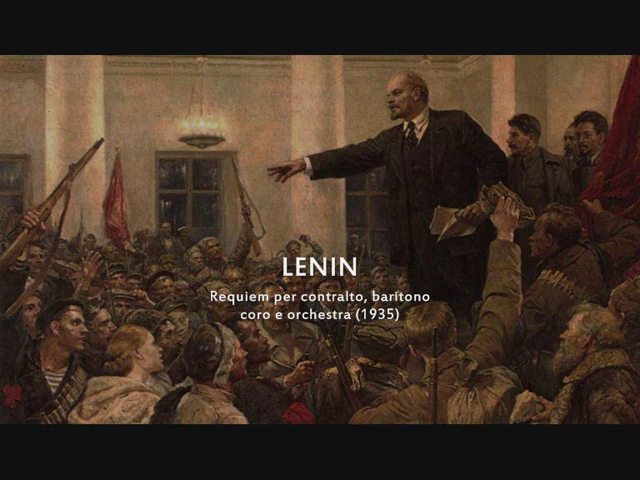 LENIN
Requiem per contralto, baritono
coro e orchestra (1935)